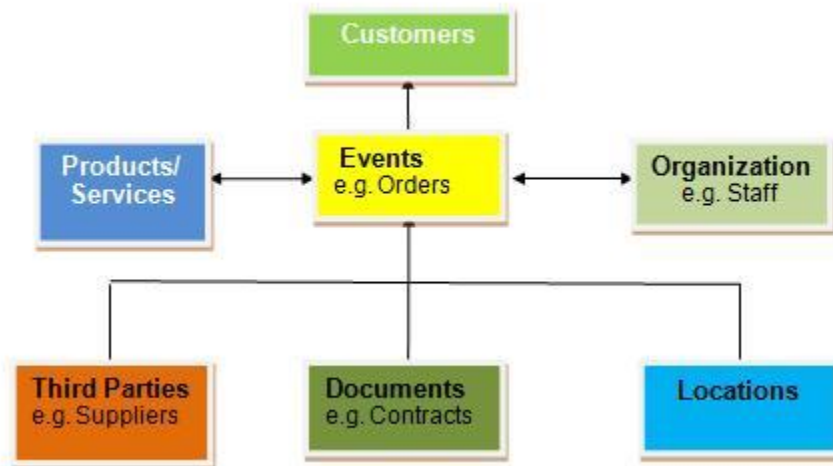 Customers
Products/
Services
Events
e.g. Orders
Organization
e.g. Staff
Third Parties
e.g. Suppliers
Documents
e.g. Contracts
Locations